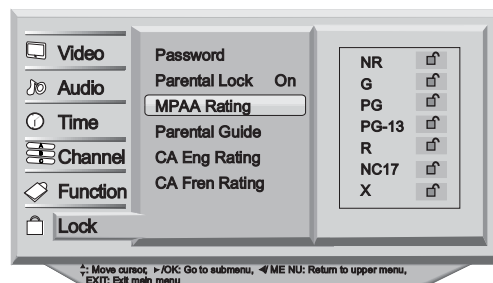 Video
Audio
Time
Channel
Function
Lock
Password
Parental Lock On
MPAA Rating
Parental Guide
CA Eng Rating
CA Fren Rating
NR
G
PG
PG-13
R
NC17
X
: Move cursor, ►/OK: Go to submenu, ◄/ME NU: Return to upper menu,
EXIT: Exit main menu